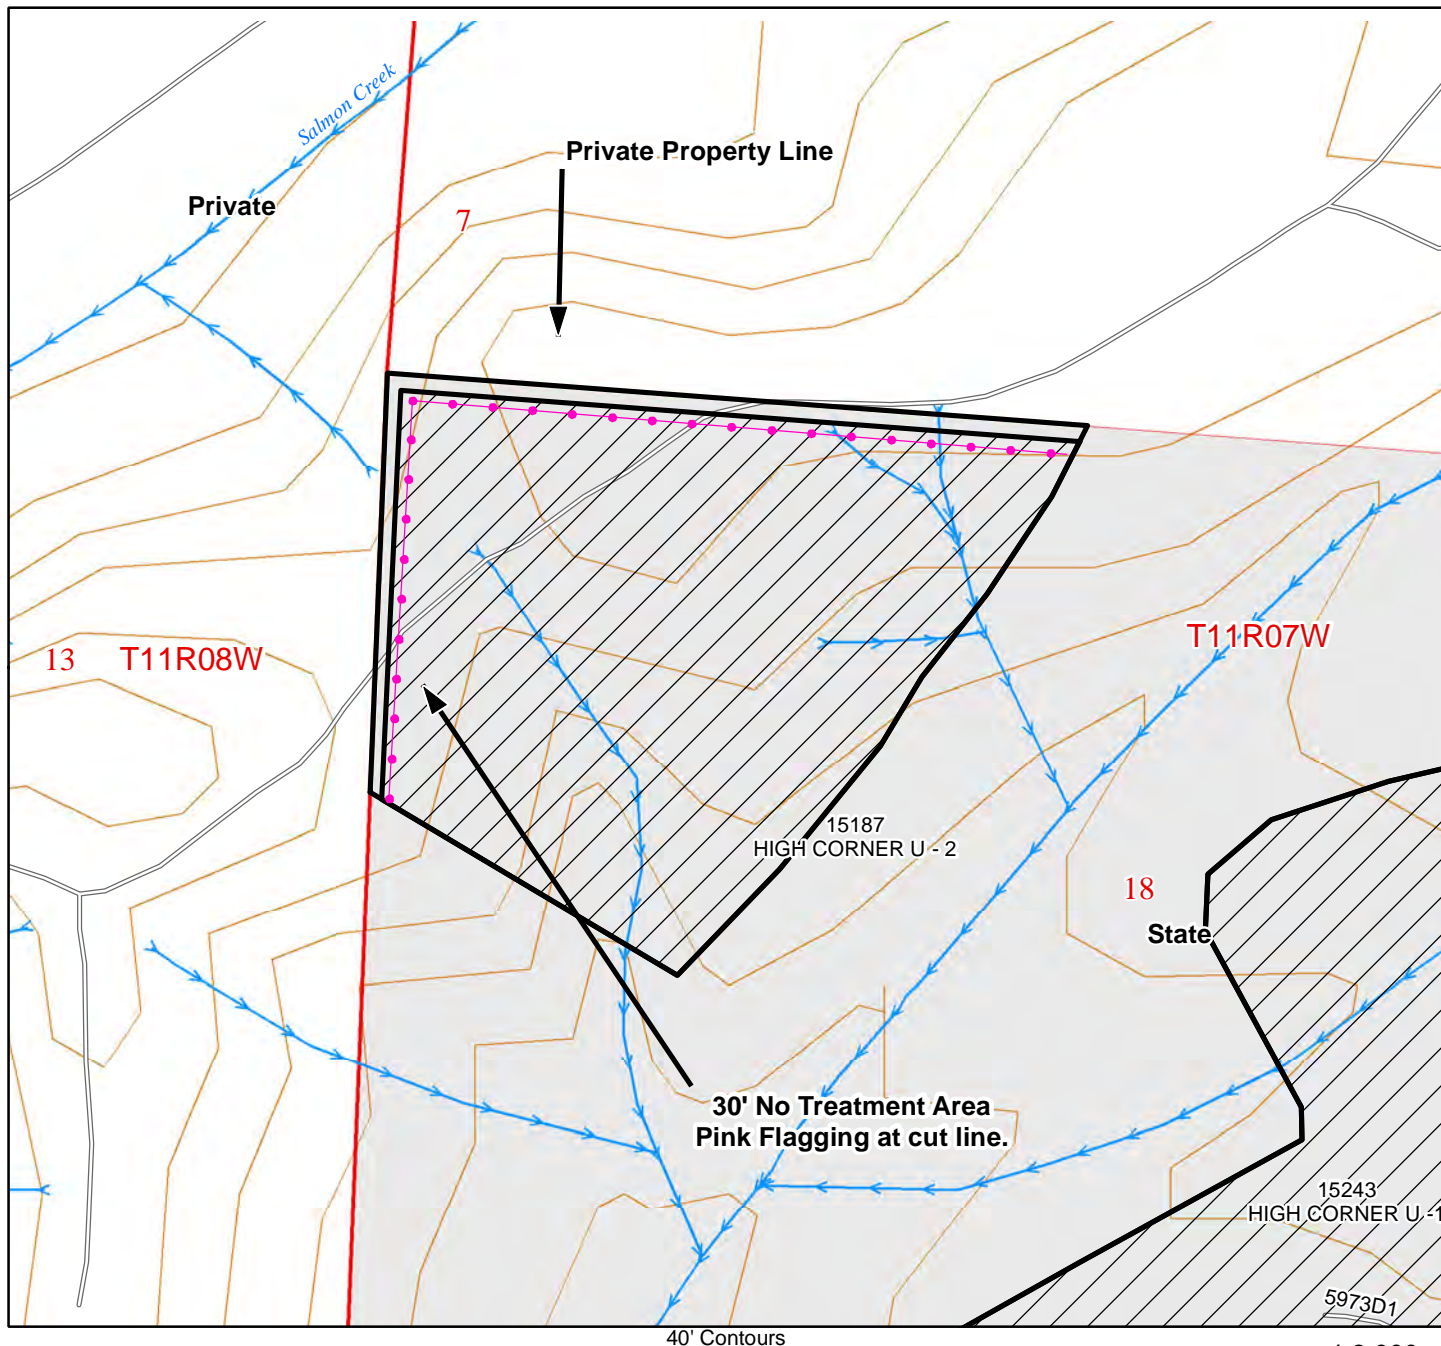 Salmon Creek
Private Property Line
Private
7
13
T11R08W
T11R07W
15187
HIGH CORNER U - 2
18
State
30' No Treatment Area
Pink Flagging at cut line.
15243
HIGH CORNER U -1
5973D1
40' Contours